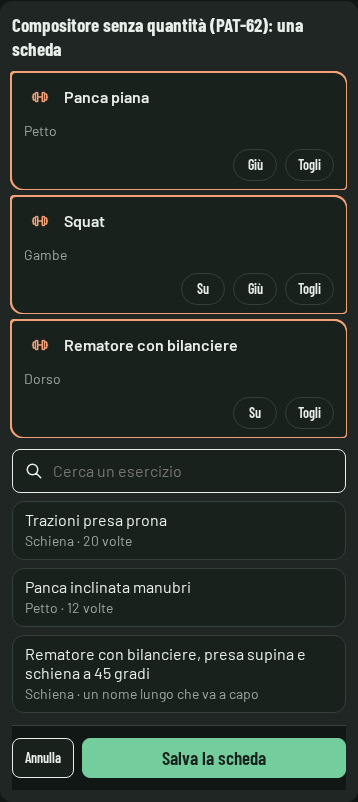 Compositore senza quantità (PAT-62): una
scheda
Panca piana
Petto
Giù Togli
Squat
Gambe
Su Giù Togli
Rematore con bilanciere
Dorso
Su Togli
Cerca un esercizio
Trazioni presa prona
Schiena · 20 volte
Panca inclinata manubri
Petto · 12 volte
Rematore con bilanciere, presa supina e
schiena a 45 gradi
Schiena · un nome lungo che va a capo
Annulla Salva la scheda